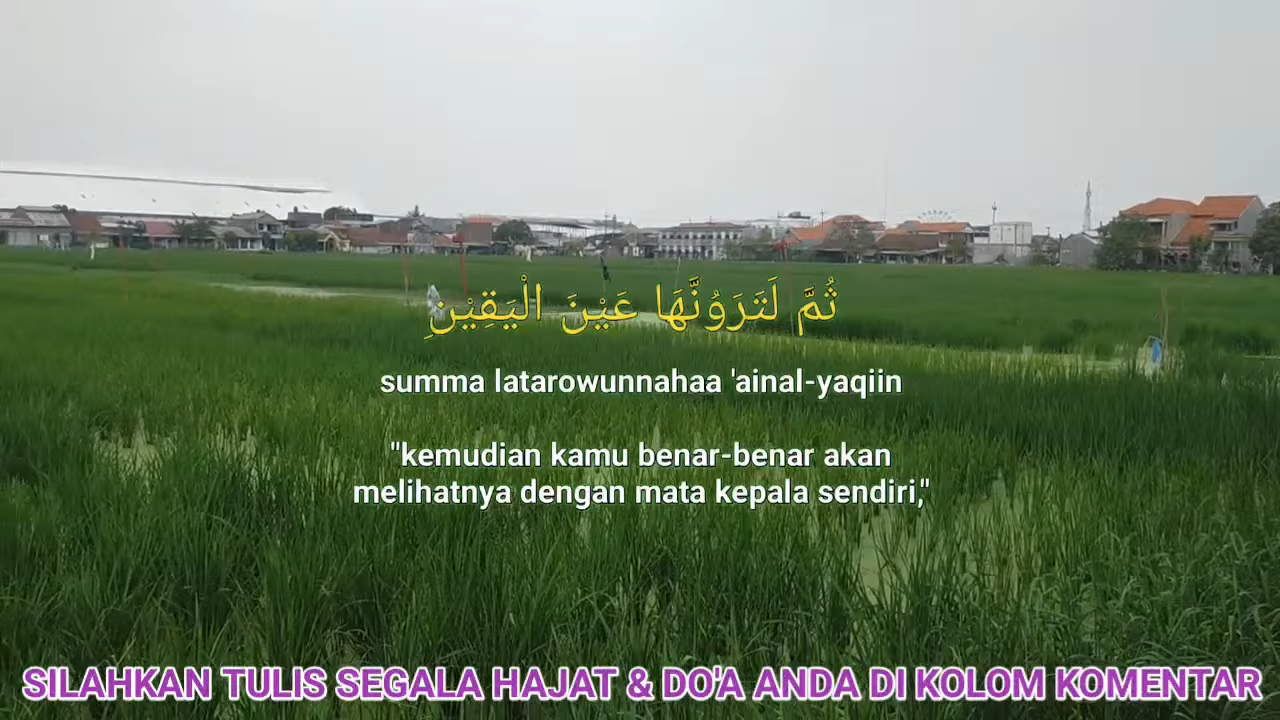 ثُمَّ لَتَرَوُنَّهَا عَيْنَ الْيَقِيْنِ
summa latarowunnahaa 'ainal-yaqiin
"kemudian kamu benar-benar akan
melihatnya dengan mata kepala sendiri,"
SILAHKAN TULIS SEGALA HAJAT & DO'A ANDA DI KOLOM KOMENTAR